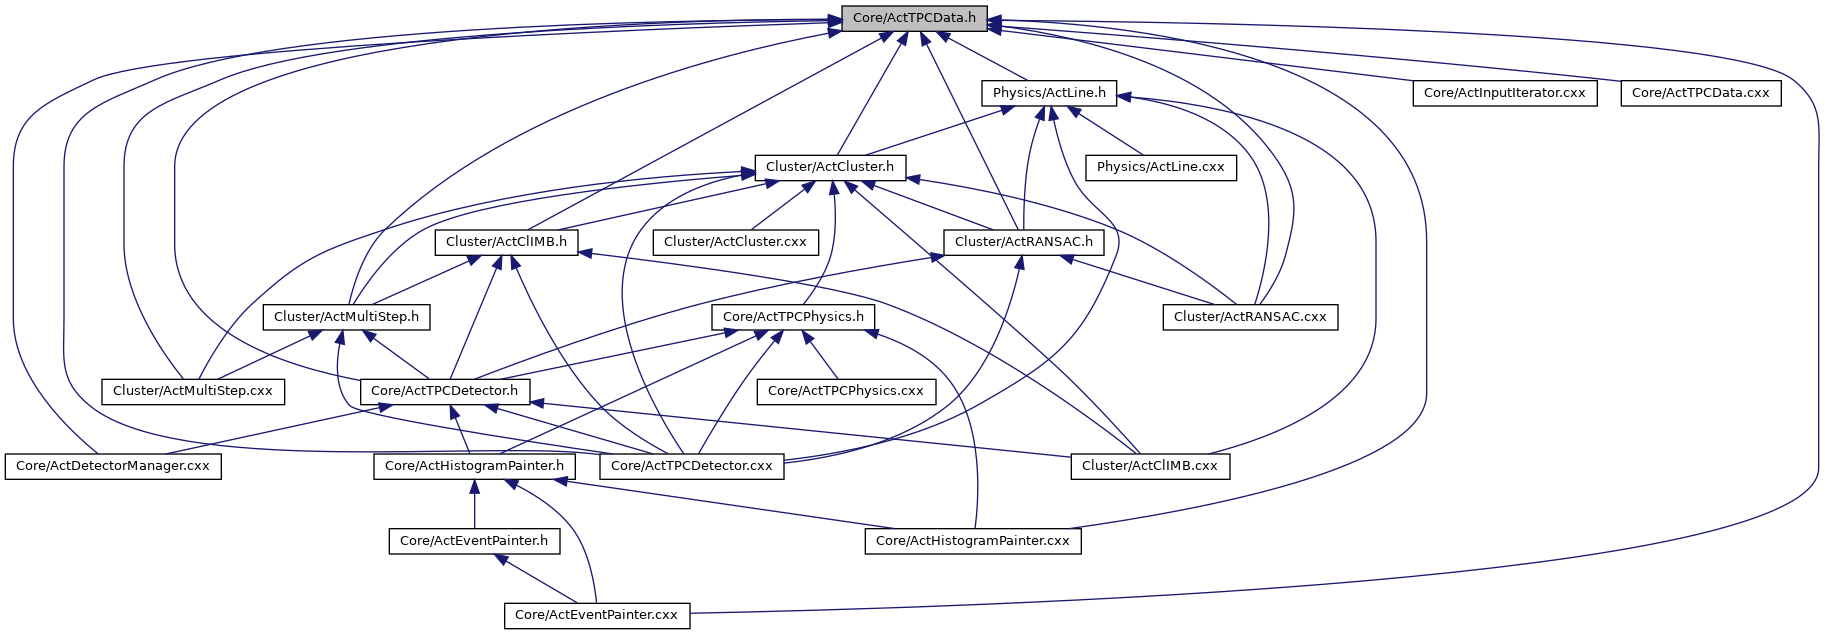 Core/ActTPCData.h
Physics/ActLine.h
Core/ActInputIterator.cxx
Core/ActTPCData.cxx
Cluster/ActCluster.h
Physics/ActLine.cxx
Cluster/ActClIMB.h
Cluster/ActCluster.cxx
Cluster/ActRANSAC.h
Cluster/ActMultiStep.h
Core/ActTPCPhysics.h
Cluster/ActRANSAC.cxx
Cluster/ActMultiStep.cxx
Core/ActTPCDetector.h
Core/ActTPCPhysics.cxx
Core/ActDetectorManager.cxx
Core/ActHistogramPainter.h
Core/ActTPCDetector.cxx
Cluster/ActClIMB.cxx
Core/ActEventPainter.h
Core/ActHistogramPainter.cxx
Core/ActEventPainter.cxx